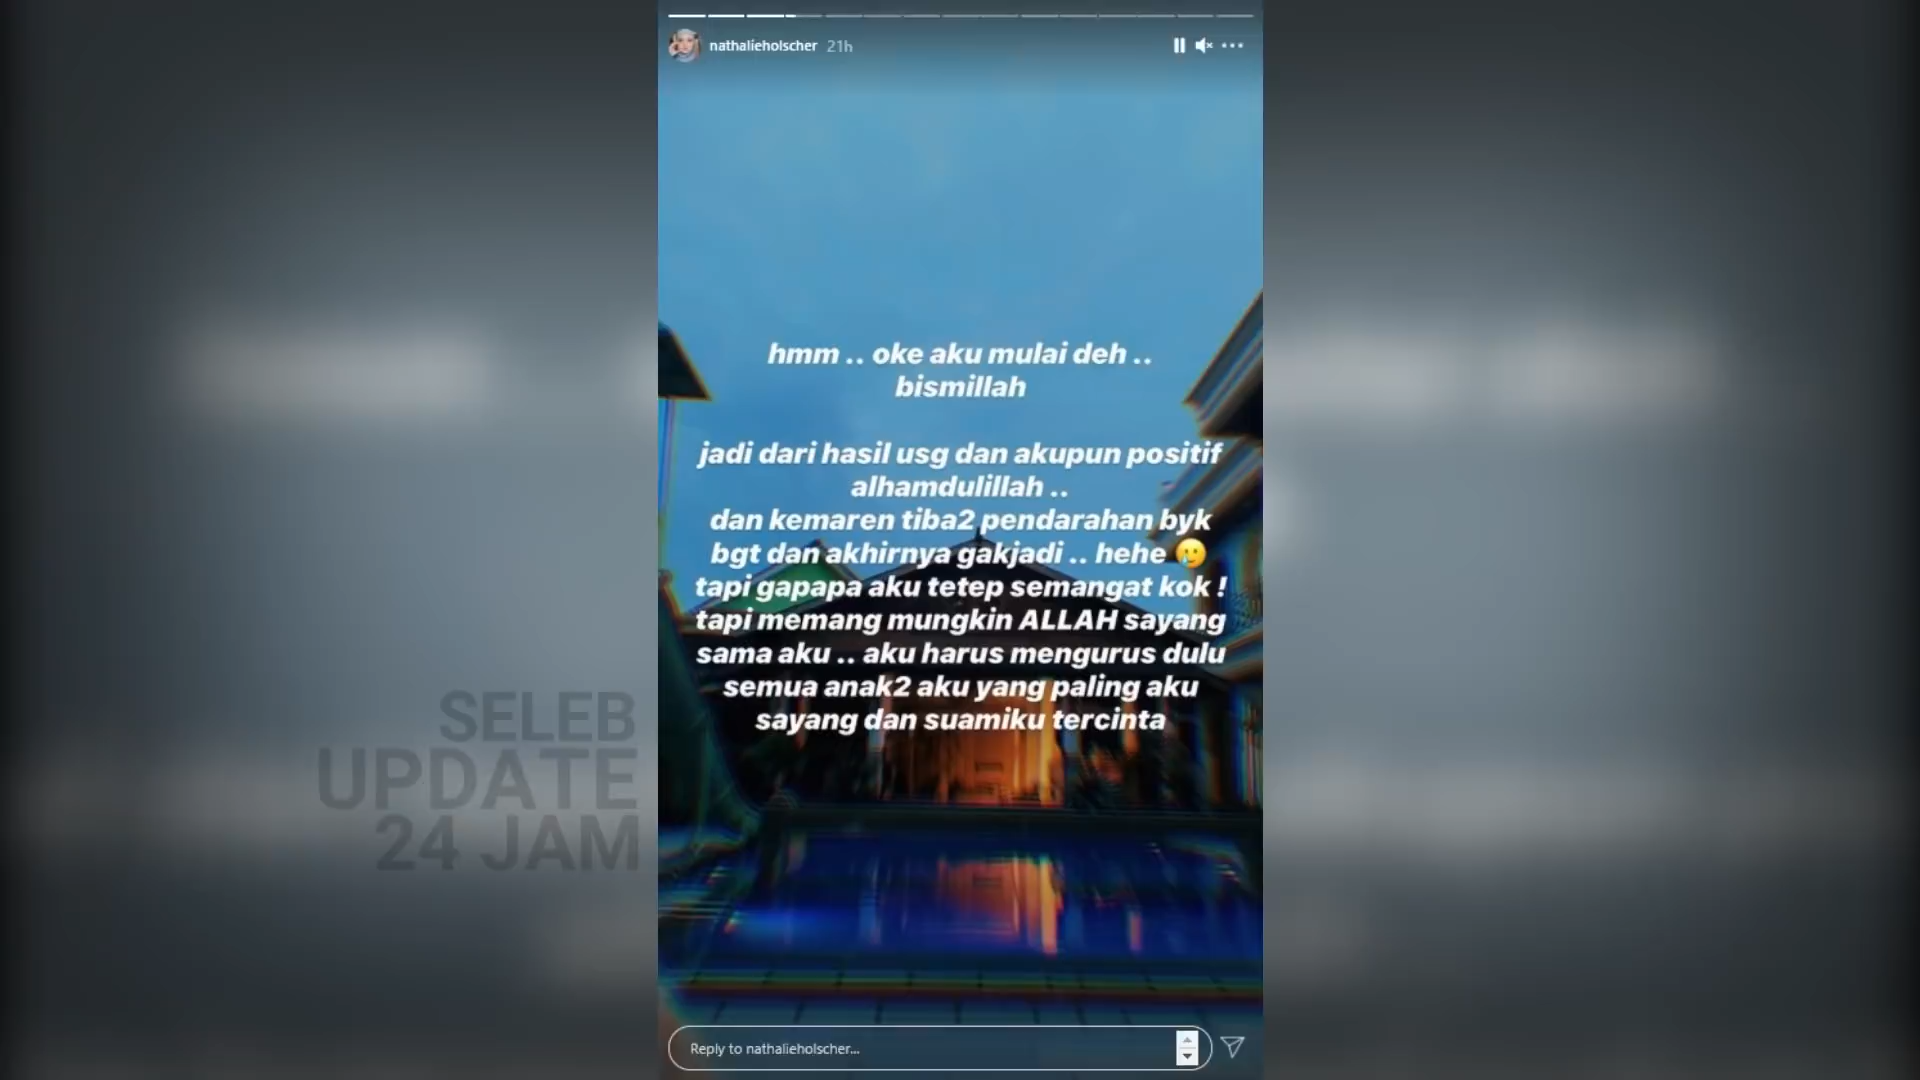 nathalieholscher 21h
hmm .. oke aku mulai deh ..
bismillah
jadi dari hasil usg dan akupun positif
alhamdulillah ..
dan kemaren tiba2 pendarahan byk
bgt dan akhirnya gakjadi .. hehe 🥲
tapi gapapa aku tetep semangat kok !
tapi memang mungkin ALLAH sayang
sama aku .. aku harus mengurus dulu
semua anak2 aku yang paling aku
sayang dan suamiku tercinta
SELEB
UPDATE
24 JAM
Reply to nathalieholscher...